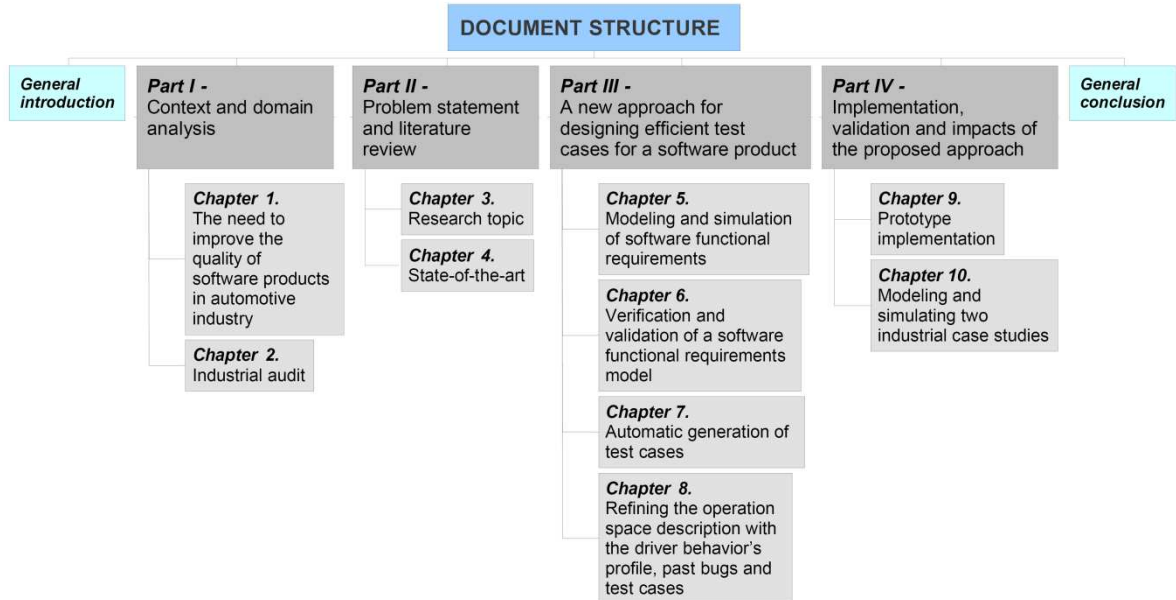 DOCUMENT STRUCTURE
General
introduction
Part I -
Context and domain
analysis
Chapter 1.
The need to
improve the
quality of
software products
in automotive
industry
Chapter 2.
Industrial audit
Part II -
Problem statement
and literature
review
Chapter 3.
Research topic
Chapter 4.
State-of-the-art
Part III -
A new approach for
designing efficient test
cases for a software product
Chapter 5.
Modeling and simulation
of software functional
requirements
Chapter 6.
Verification and
validation of a software
functional requirements
model
Chapter 7.
Automatic generation of
test cases
Chapter 8.
Refining the operation
space description with
the driver behavior's
profile, past bugs and
test cases
Part IV -
Implementation,
validation and impacts of
the proposed approach
Chapter 9.
Prototype
implementation
Chapter 10.
Modeling and
simulating two
industrial case studies
General
conclusion